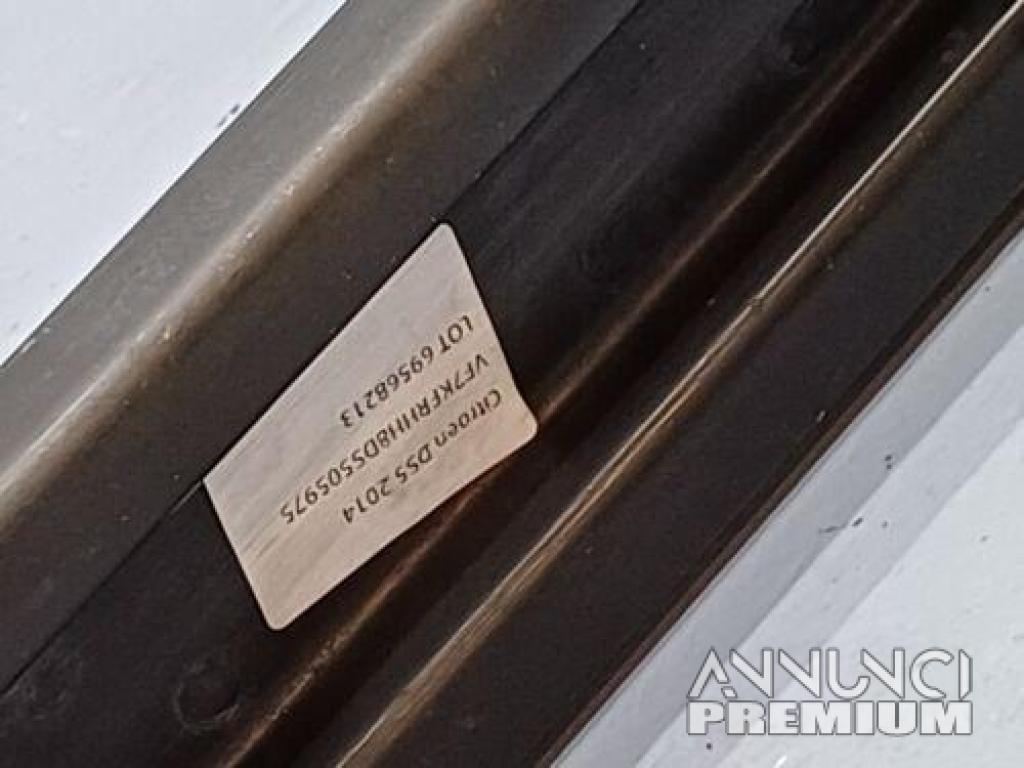 Citroen DS5 2014
VF7KFRHH8DS505975
LOT 69568213
ANNUNCI
PREMIUM